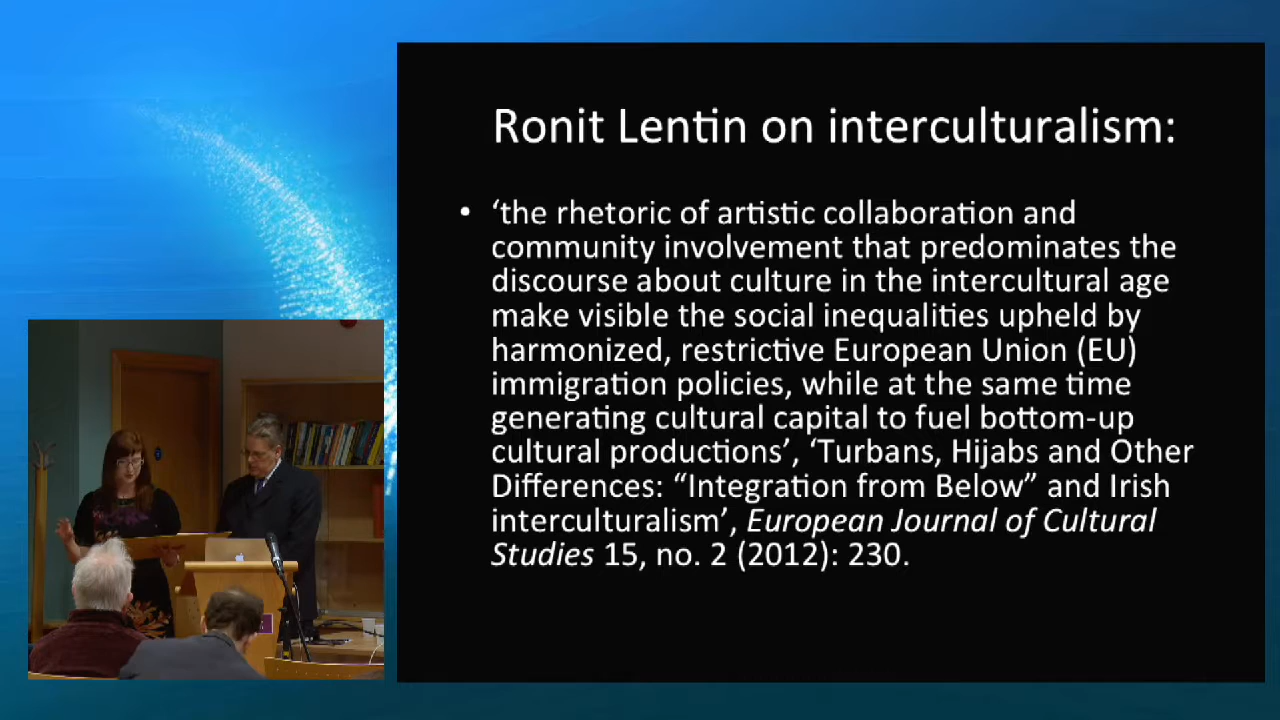 Ronit Lentin on interculturalism:
• ‘the rhetoric of artistic collaboration and
community involvement that predominates the
discourse about culture in the intercultural age
make visible the social inequalities upheld by
harmonized, restrictive European Union (EU)
immigration policies, while at the same time
generating cultural capital to fuel bottom-up
cultural productions’, ‘Turbans, Hijabs and Other
Differences: “Integration from Below” and Irish
interculturalism’, European Journal of Cultural
Studies 15, no. 2 (2012): 230.